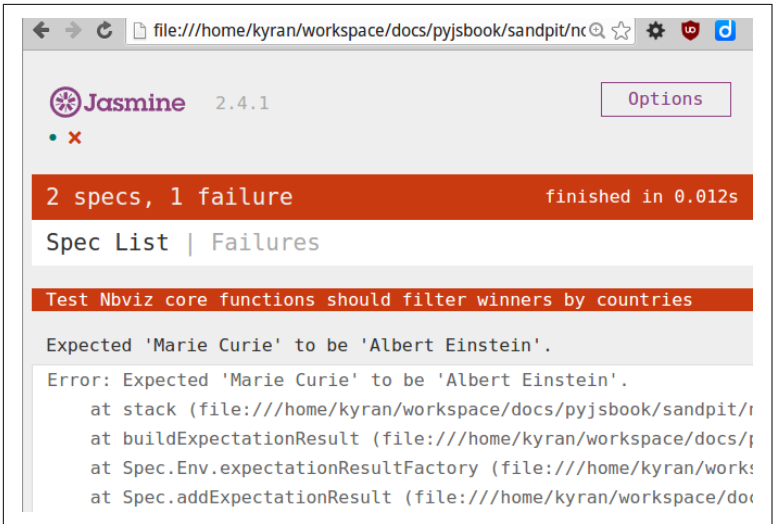 file:///home/kyran/workspace/docs/pyjsbook/sandpit/nc
Jasmine 2.4.1
Options
2 specs, 1 failure
finished in 0.012s
Spec List | Failures
Test Nbviz core functions should filter winners by countries
Expected 'Marie Curie' to be 'Albert Einstein'.
Error: Expected 'Marie Curie' to be 'Albert Einstein'.
at stack (file:///home/kyran/workspace/docs/pyjsbook/sandpit/
at buildExpectationResult (file:///home/kyran/workspace/docs/
at Spec.Env.expectationResultFactory (file:///home/kyran/works
at Spec.addExpectationResult (file:///home/kyran/workspace/doc